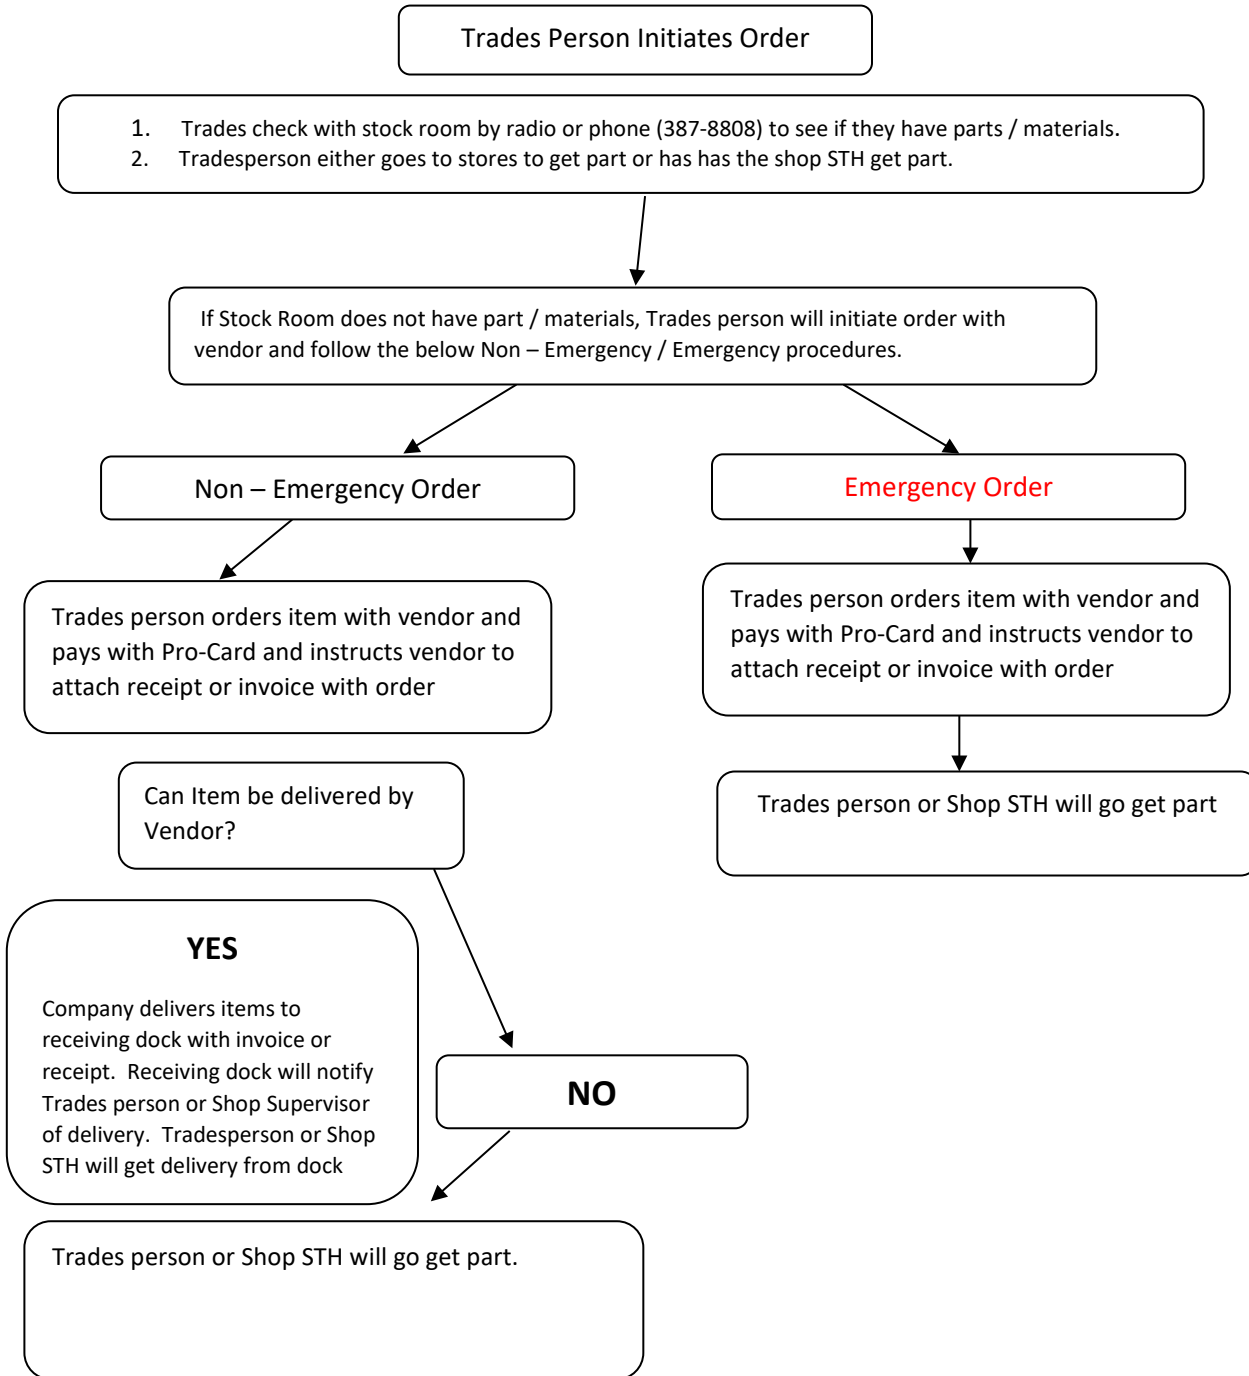 Trades Person Initiates Order
1. Trades check with stock room by radio or phone (387-8808) to see if they have parts / materials.
2. Tradesperson either goes to stores to get part or has has the shop STH get part.
If Stock Room does not have part / materials, Trades person will initiate order with
vendor and follow the below Non – Emergency / Emergency procedures.
Non – Emergency Order
Emergency Order
Trades person orders item with vendor and
pays with Pro-Card and instructs vendor to
attach receipt or invoice with order
Trades person orders item with vendor and
pays with Pro-Card and instructs vendor to
attach receipt or invoice with order
Can Item be delivered by
Vendor?
Trades person or Shop STH will go get part
YES
Company delivers items to
receiving dock with invoice or
receipt. Receiving dock will notify
Trades person or Shop Supervisor
of delivery. Tradesperson or Shop
STH will get delivery from dock
NO
Trades person or Shop STH will go get part.